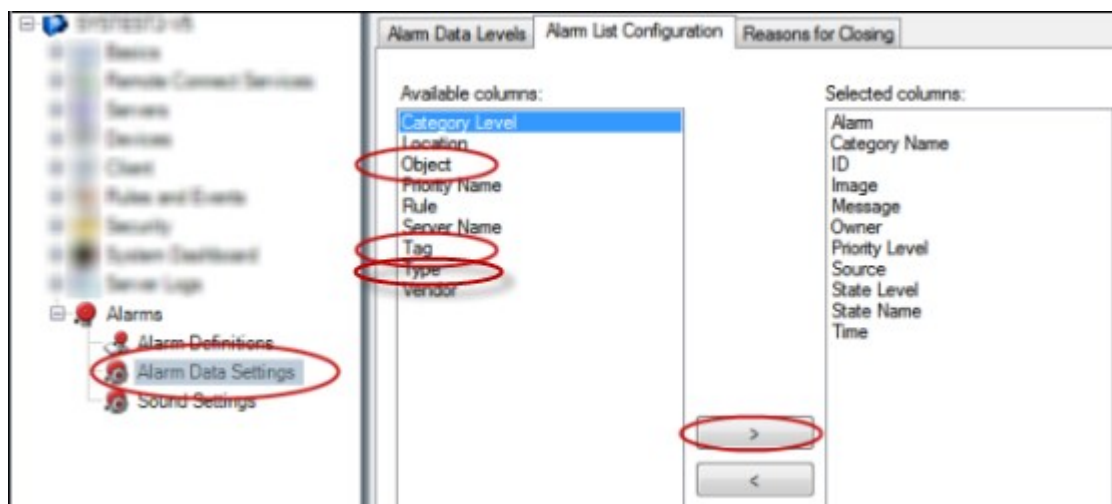 Alarms
Alarm Definitions
Alarm Data Settings
Sound Settings
Alarm Data Levels
Alarm List Configuration
Reasons for Closing
Available columns:
Category Level
Location
Object
Priority Name
Rule
Server Name
Tag
Type
Vendor
>
<
Selected columns:
Alarm
Category Name
ID
Image
Message
Owner
Priority Level
Source
State Level
State Name
Time